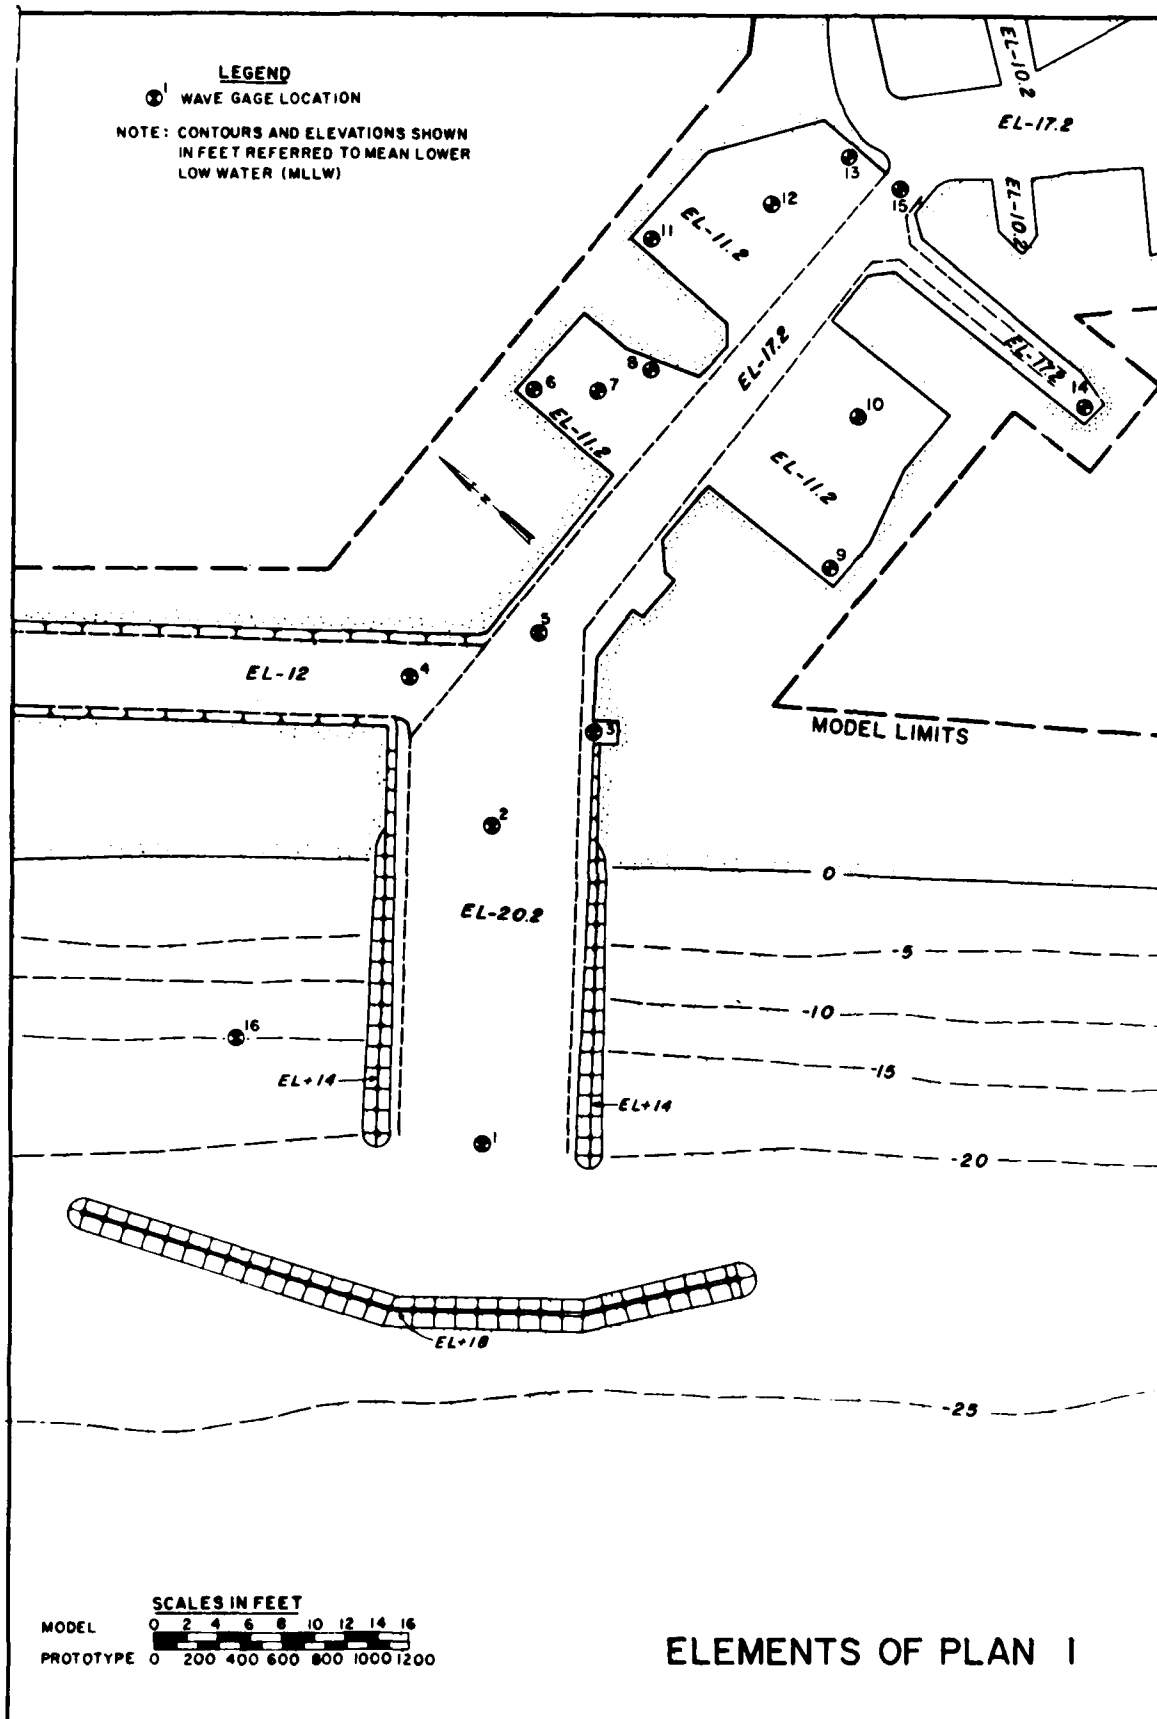 LEGEND
1 WAVE GAGE LOCATION
NOTE: CONTOURS AND ELEVATIONS SHOWN
IN FEET REFERRED TO MEAN LOWER
LOW WATER (MLLW)
EL-10.2
EL-17.2
13
15
12
EL-10.2
11
EL-11.2
EL-17.2
EL-17.2
8
6
7
14
10
EL-11.2
EL-11.2
N
9
5
EL-12
4
3
MODEL LIMITS
2
0
EL-20.2
-5
-10
16
-15
EL+14
EL+14
1
-20
EL+18
-25
SCALES IN FEET
MODEL 0 2 4 6 8 10 12 14 16
PROTOTYPE 0 200 400 600 800 1000 1200
ELEMENTS OF PLAN 1